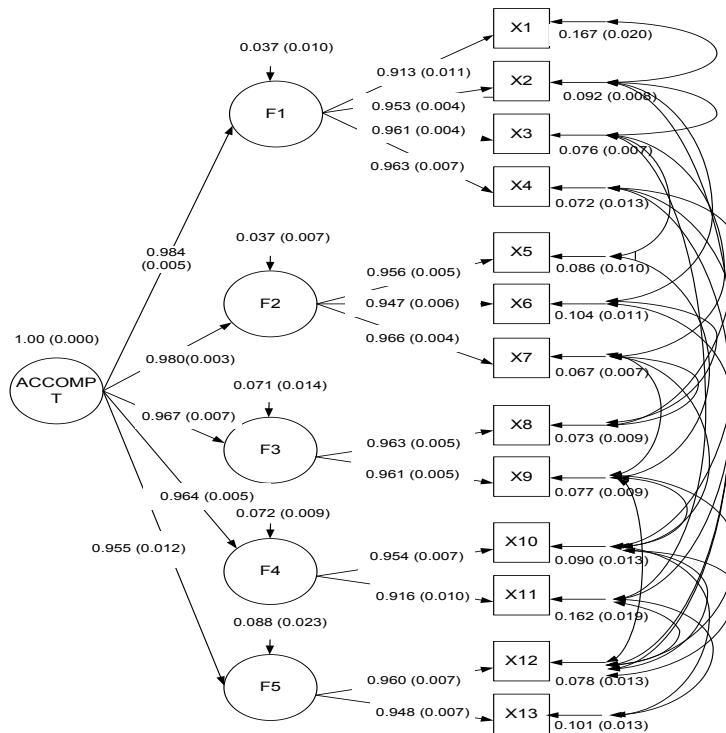 X1
0.037 (0.010)
0.167 (0.020)
0.913 (0.011)
X2
0.092 (0.008)
F1
0.953 (0.004)
0.961 (0.004)
X3
0.076 (0.007)
0.963 (0.007)
X4
0.072 (0.013)
0.984
(0.005)
0.037 (0.007)
X5
0.956 (0.005)
0.086 (0.010)
F2
0.947 (0.006)
X6
0.104 (0.011)
0.966 (0.004)
1.00 (0.000)
X7
0.980(0.003)
0.067 (0.007)
ACCOMP
T
0.071 (0.014)
0.967 (0.007)
X8
0.963 (0.005)
0.073 (0.009)
F3
0.961 (0.005)
X9
0.077 (0.009)
0.964 (0.005)
0.072 (0.009)
X10
0.955 (0.012)
0.954 (0.007)
0.090 (0.013)
F4
0.916 (0.010)
X11
0.162 (0.019)
0.088 (0.023)
X12
0.078 (0.013)
F5
0.960 (0.007)
0.948 (0.007)
X13
0.101 (0.013)